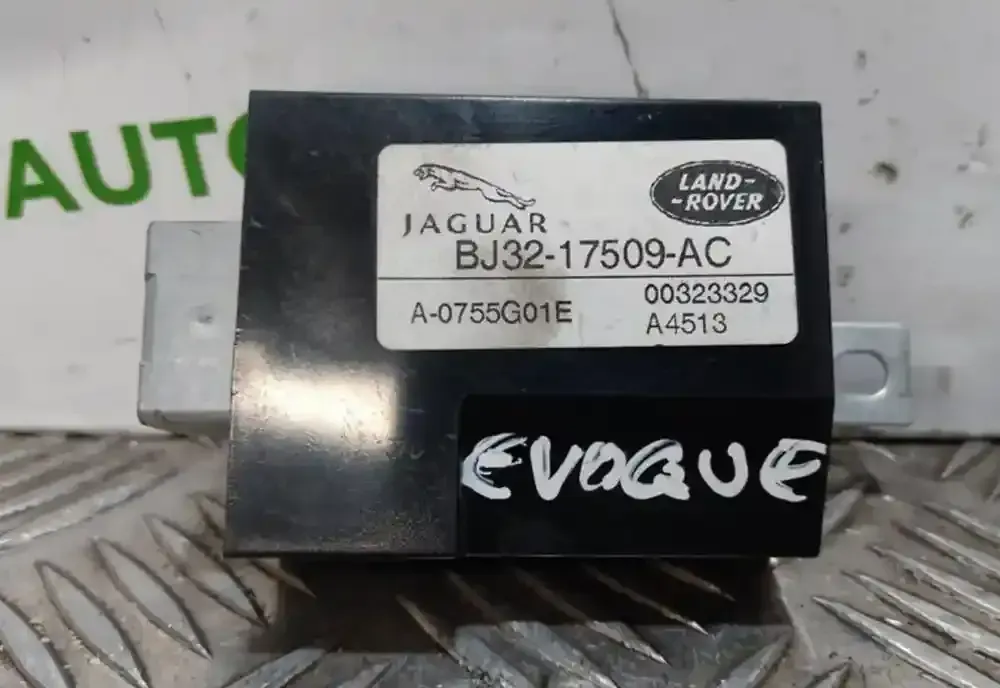 AUTO
JAGUAR
LAND-
-ROVER
BJ32-17509-AC
A-0755G01E
00323329
A4513
EVOQUE